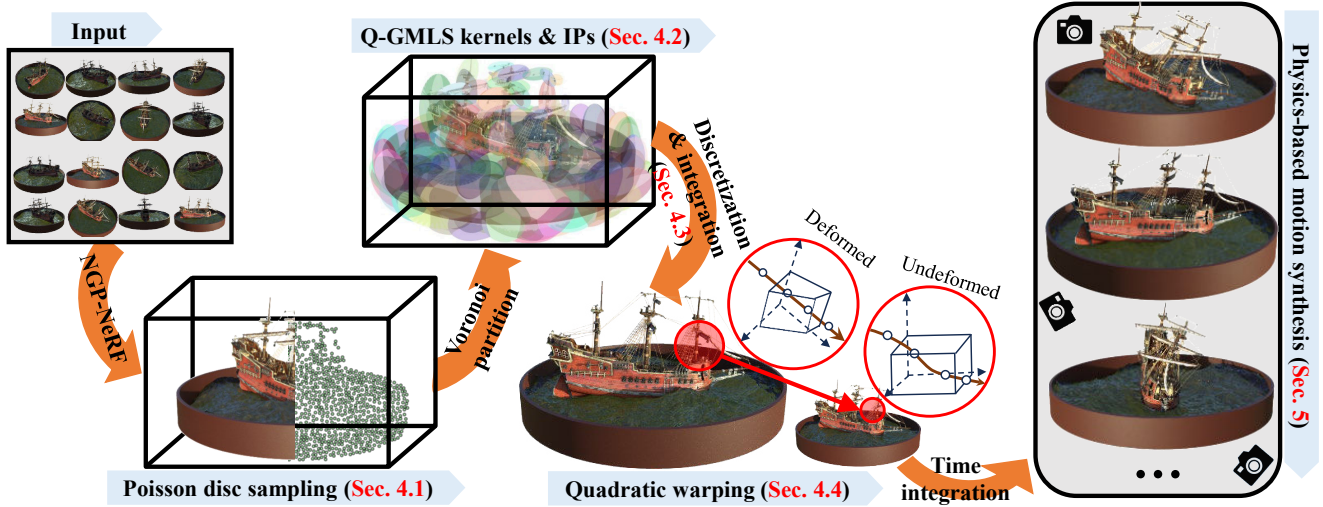 Input
NGP-NeRF
Poisson disc sampling (Sec. 4.1)
Voronoi
partition
Q-GMLS kernels & IPs (Sec. 4.2)
Discretization
& integration
(Sec. 4.3)
Deformed
Undeformed
Quadratic warping (Sec. 4.4)
Time
integration
Physics-based motion synthesis (Sec. 5)